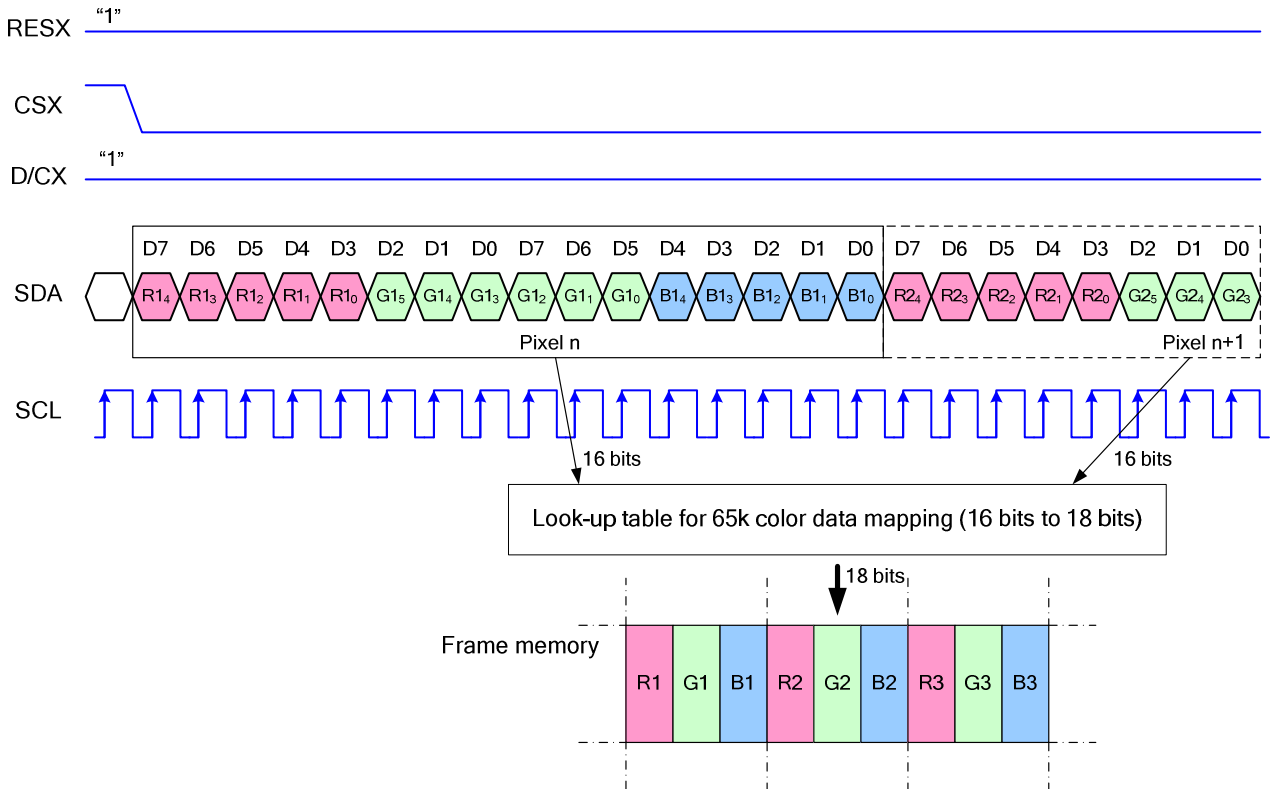 RESX “1”
CSX
D/CX “1”
D7 D6 D5 D4 D3 D2 D1 D0 D7 D6 D5 D4 D3 D2 D1 D0 D7 D6 D5 D4 D3 D2 D1 D0
SDA R1₄ R1₃ R1₂ R1₁ R1₀ G1₅ G1₄ G1₃ G1₂ G1₁ G1₀ B1₄ B1₃ B1₂ B1₁ B1₀ R2₄ R2₃ R2₂ R2₁ R2₀ G2₅ G2₄ G2₃
Pixel n Pixel n+1
SCL
16 bits 16 bits
Look-up table for 65k color data mapping (16 bits to 18 bits)
18 bits
Frame memory
R1 G1 B1 R2 G2 B2 R3 G3 B3